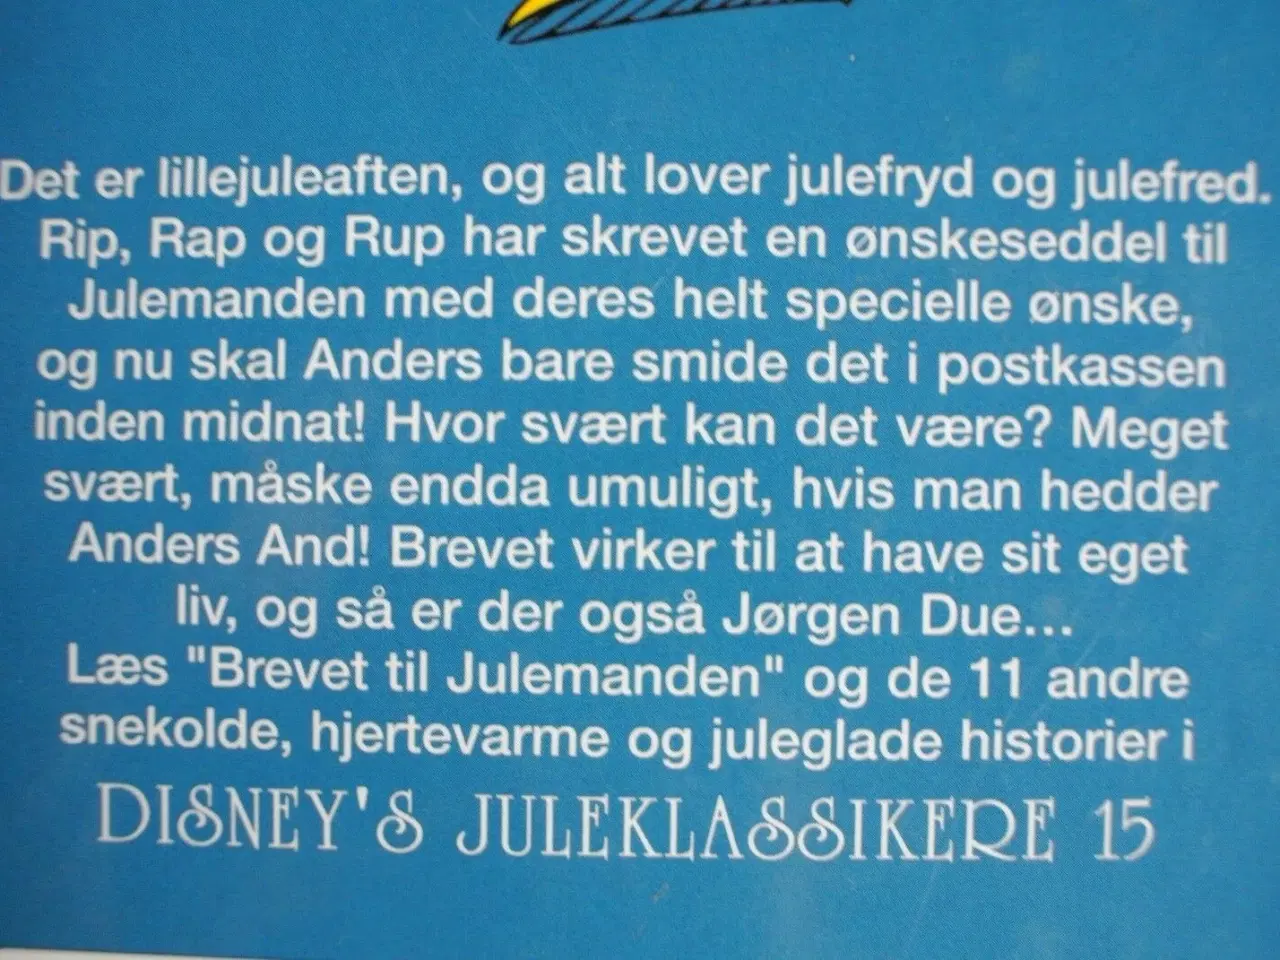 Det er lillejuleaften, og alt lover julefryd og julefred.
Rip, Rap og Rup har skrevet en ønskeseddel til
Julemanden med deres helt specielle ønske,
og nu skal Anders bare smide det i postkassen
inden midnat! Hvor svært kan det være? Meget
svært, måske endda umuligt, hvis man hedder
Anders And! Brevet virker til at have sit eget
liv, og så er der også Jørgen Due...
Læs "Brevet til Julemanden" og de 11 andre
snekolde, hjertevarme og juleglade historier i
DISNEY'S JULEKLASSIKERE 15